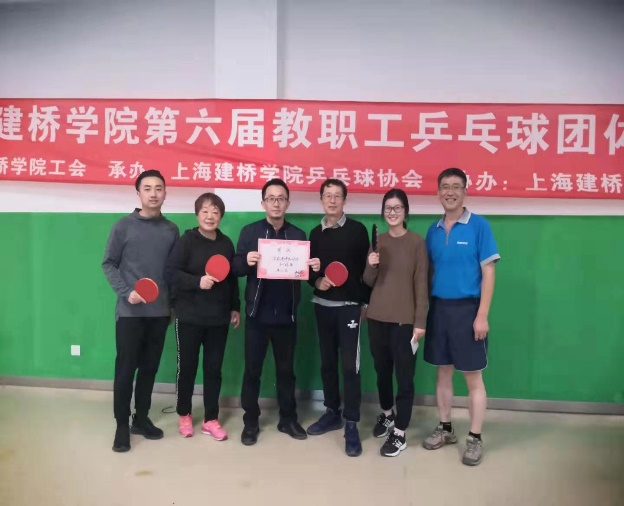 建桥学院第六届教职工乒乓球团体
桥学院工会 承办：上海建桥学院乒乓球协会 承办：上海建桥